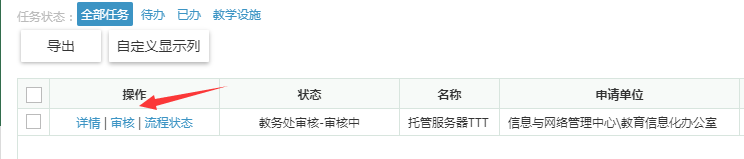 任务状态： 全部任务 待办 已办 教学设施
导出 自定义显示列
操作 状态 名称 申请单位
详情 | 审核 | 流程状态 教务处审核-审核中 托管服务器TTT 信息与网络管理中心\教育信息化办公室